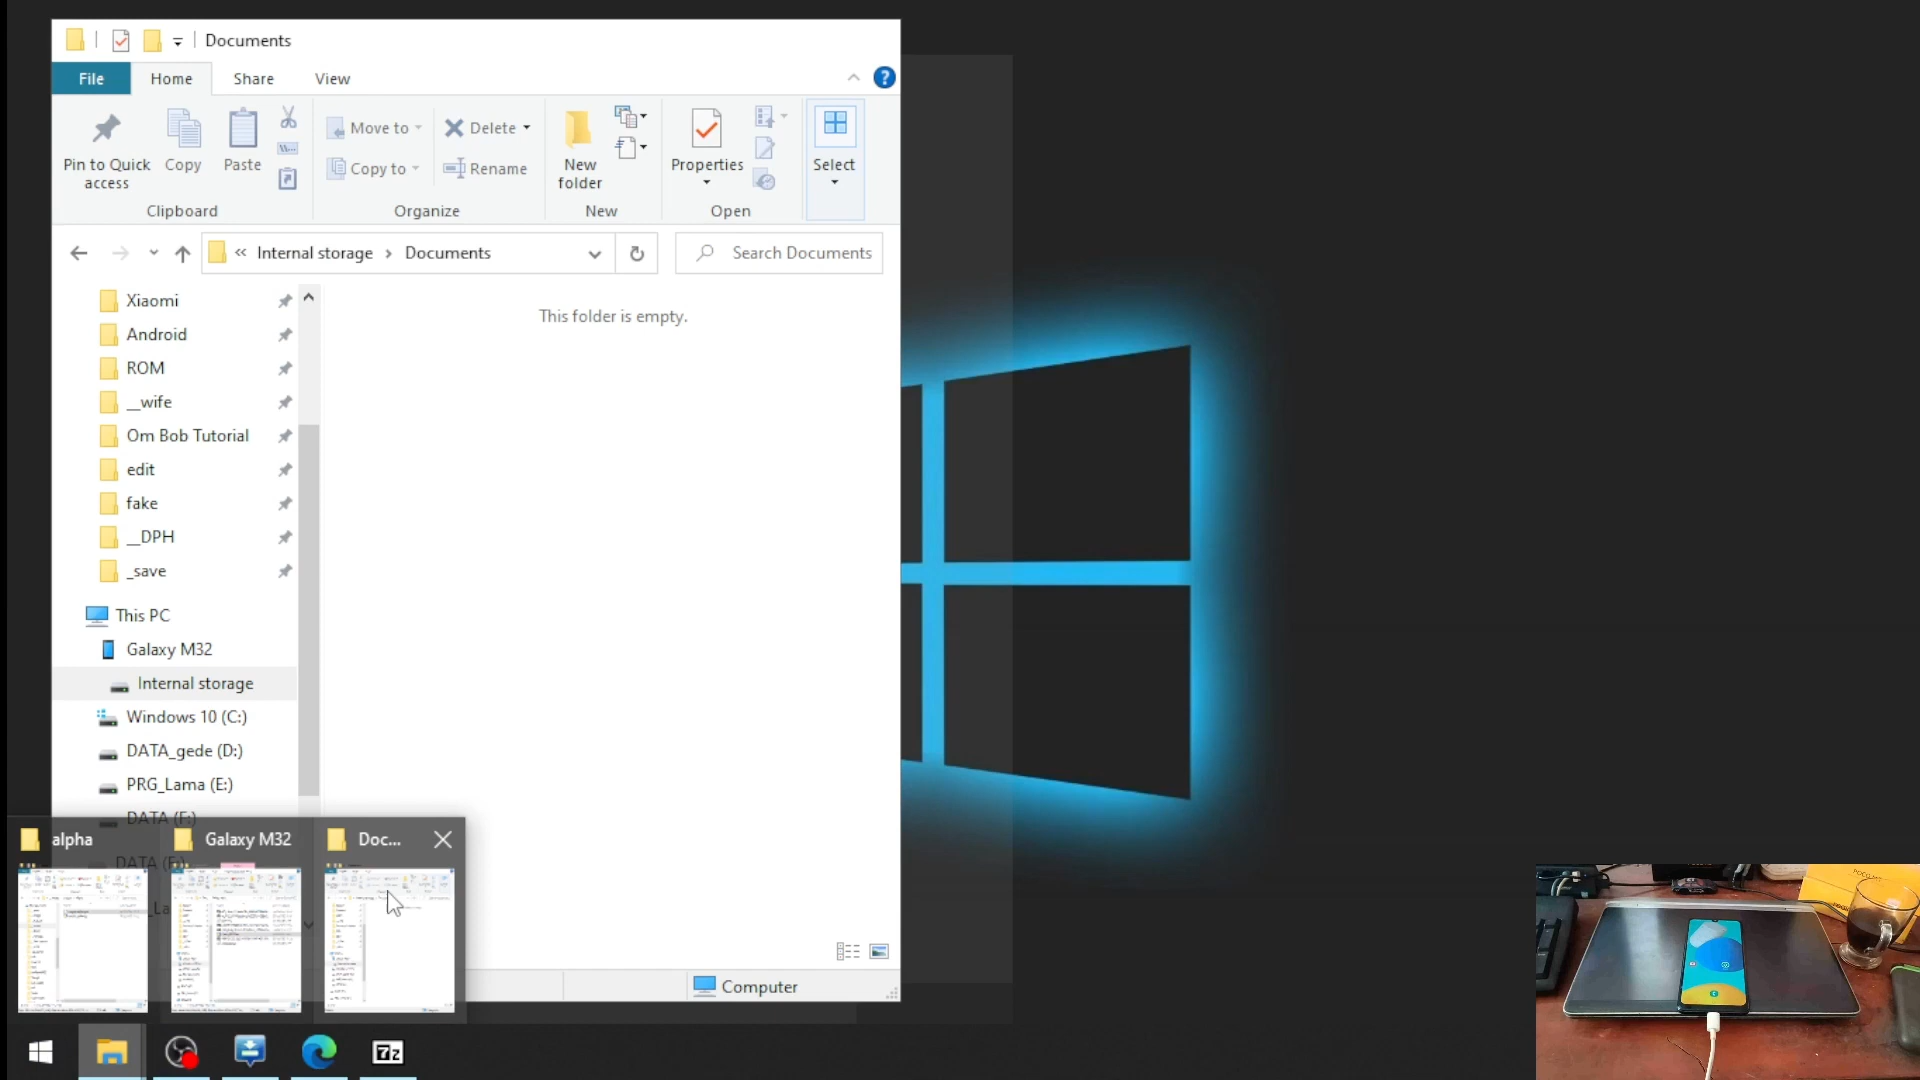 Documents
File
Home
Share
View
?
Pin to Quick access
Copy
Paste
Move to
Copy to
Delete
Rename
New folder
Properties
Select
Clipboard
Organize
New
Open
« Internal storage › Documents
Search Documents
Xiaomi
Android
ROM
__wife
Om Bob Tutorial
edit
fake
__DPH
_save
This folder is empty.
This PC
Galaxy M32
Internal storage
Windows 10 (C:)
DATA_gede (D:)
PRG_Lama (E:)
DATA (F:)
alpha
Galaxy M32
Doc...
Computer
7z